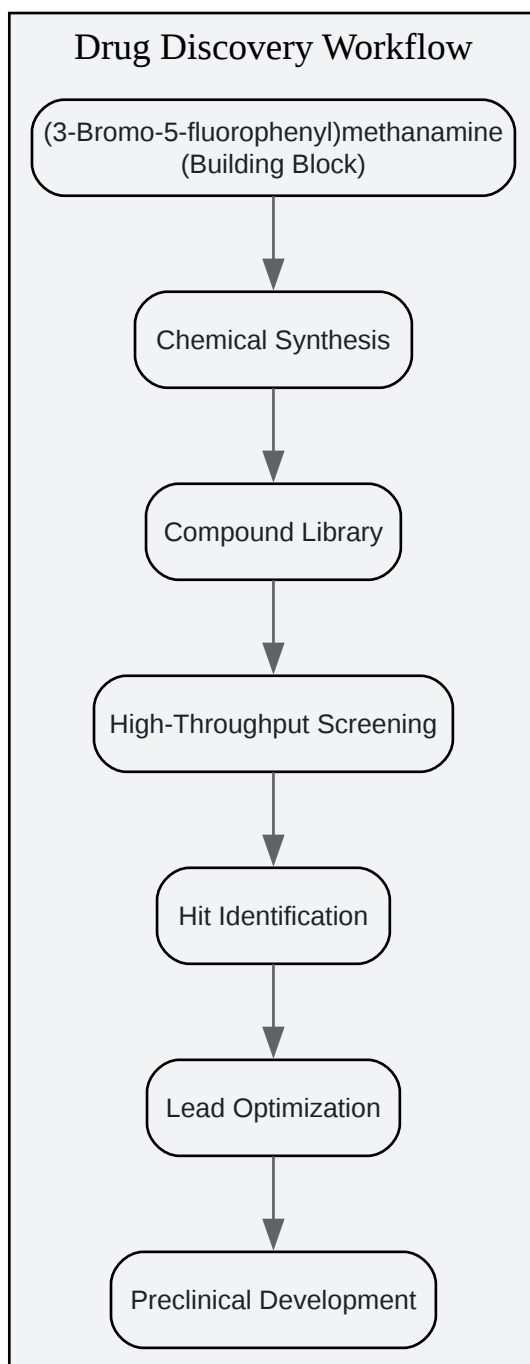 Drug Discovery Workflow
(3-Bromo-5-fluorophenyl)methanamine
(Building Block)
Chemical Synthesis
Compound Library
High-Throughput Screening
Hit Identification
Lead Optimization
Preclinical Development